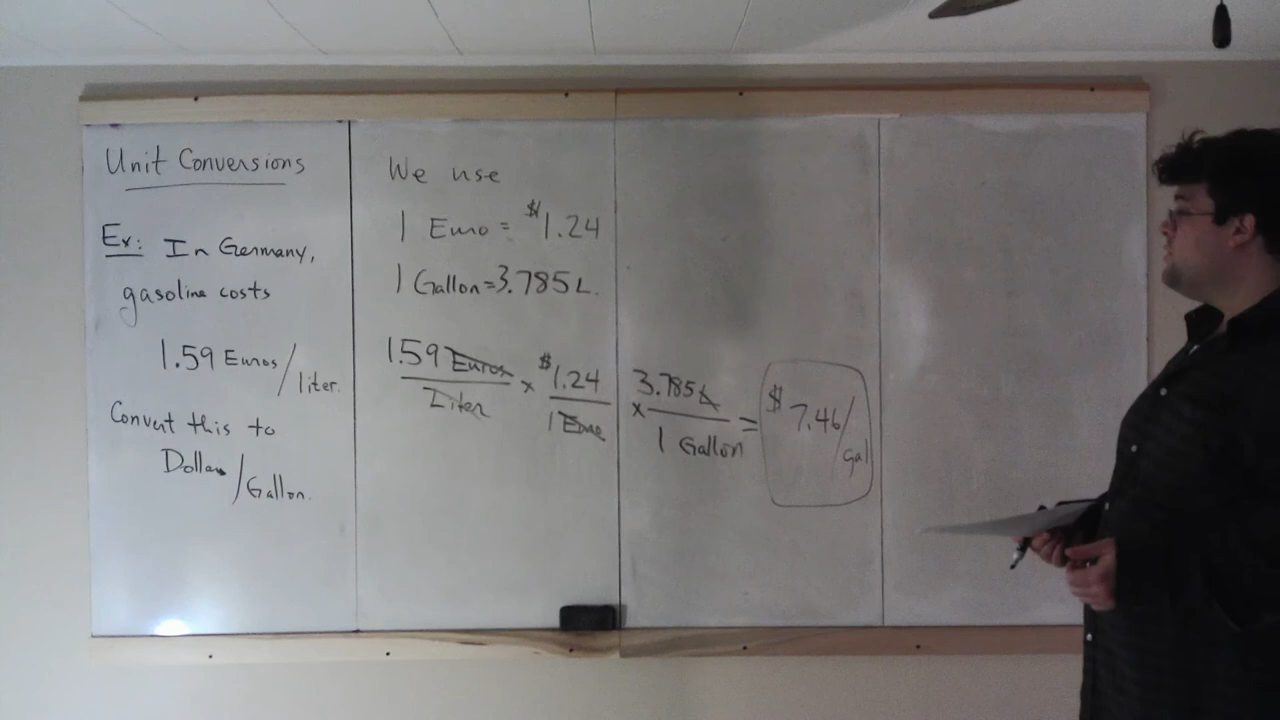 Unit Conversions
Ex: In Germany,
gasoline costs
1.59 Euros/liter.
Convert this to
Dollars/Gallon.
We use
1 Euro = $1.24
1 Gallon = 3.785 L.
1.59 Euros/Liter × $1.24/1 Euro × 3.785 L/1 Gallon = $7.46/Gal